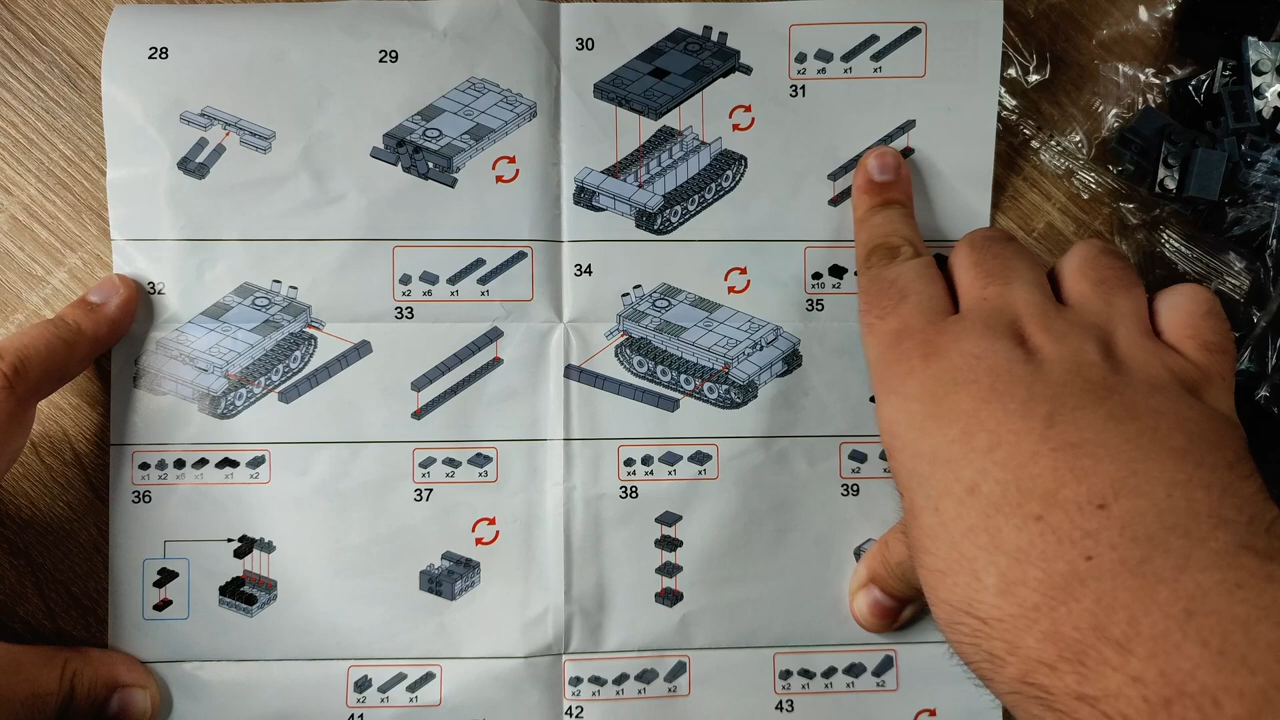 28
29
30
x2 x6 x1 x1
31
32
x2 x6 x1 x1
33
34
x10 x2
35
x1 x2 x6 x1 x1 x2
36
x1 x2 x3
37
x4 x4 x1 x1
38
x2
39
x2 x1 x1
41
x2 x1 x1 x1 x2
42
x2 x1 x1 x1 x2
43